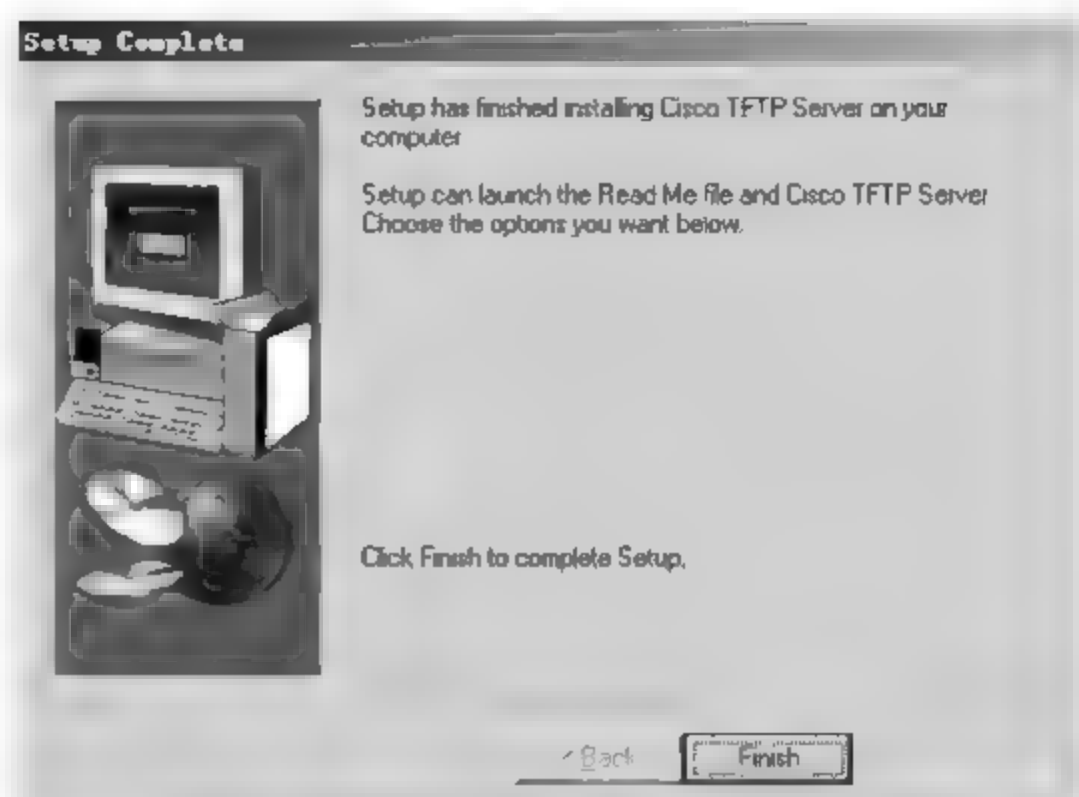 Setup Complete
Setup has finished installing Cisco TFTP Server on your
computer
Setup can launch the Read Me file and Cisco TFTP Server
Choose the options you want below.
Click Finish to complete Setup.
< Back
Finish